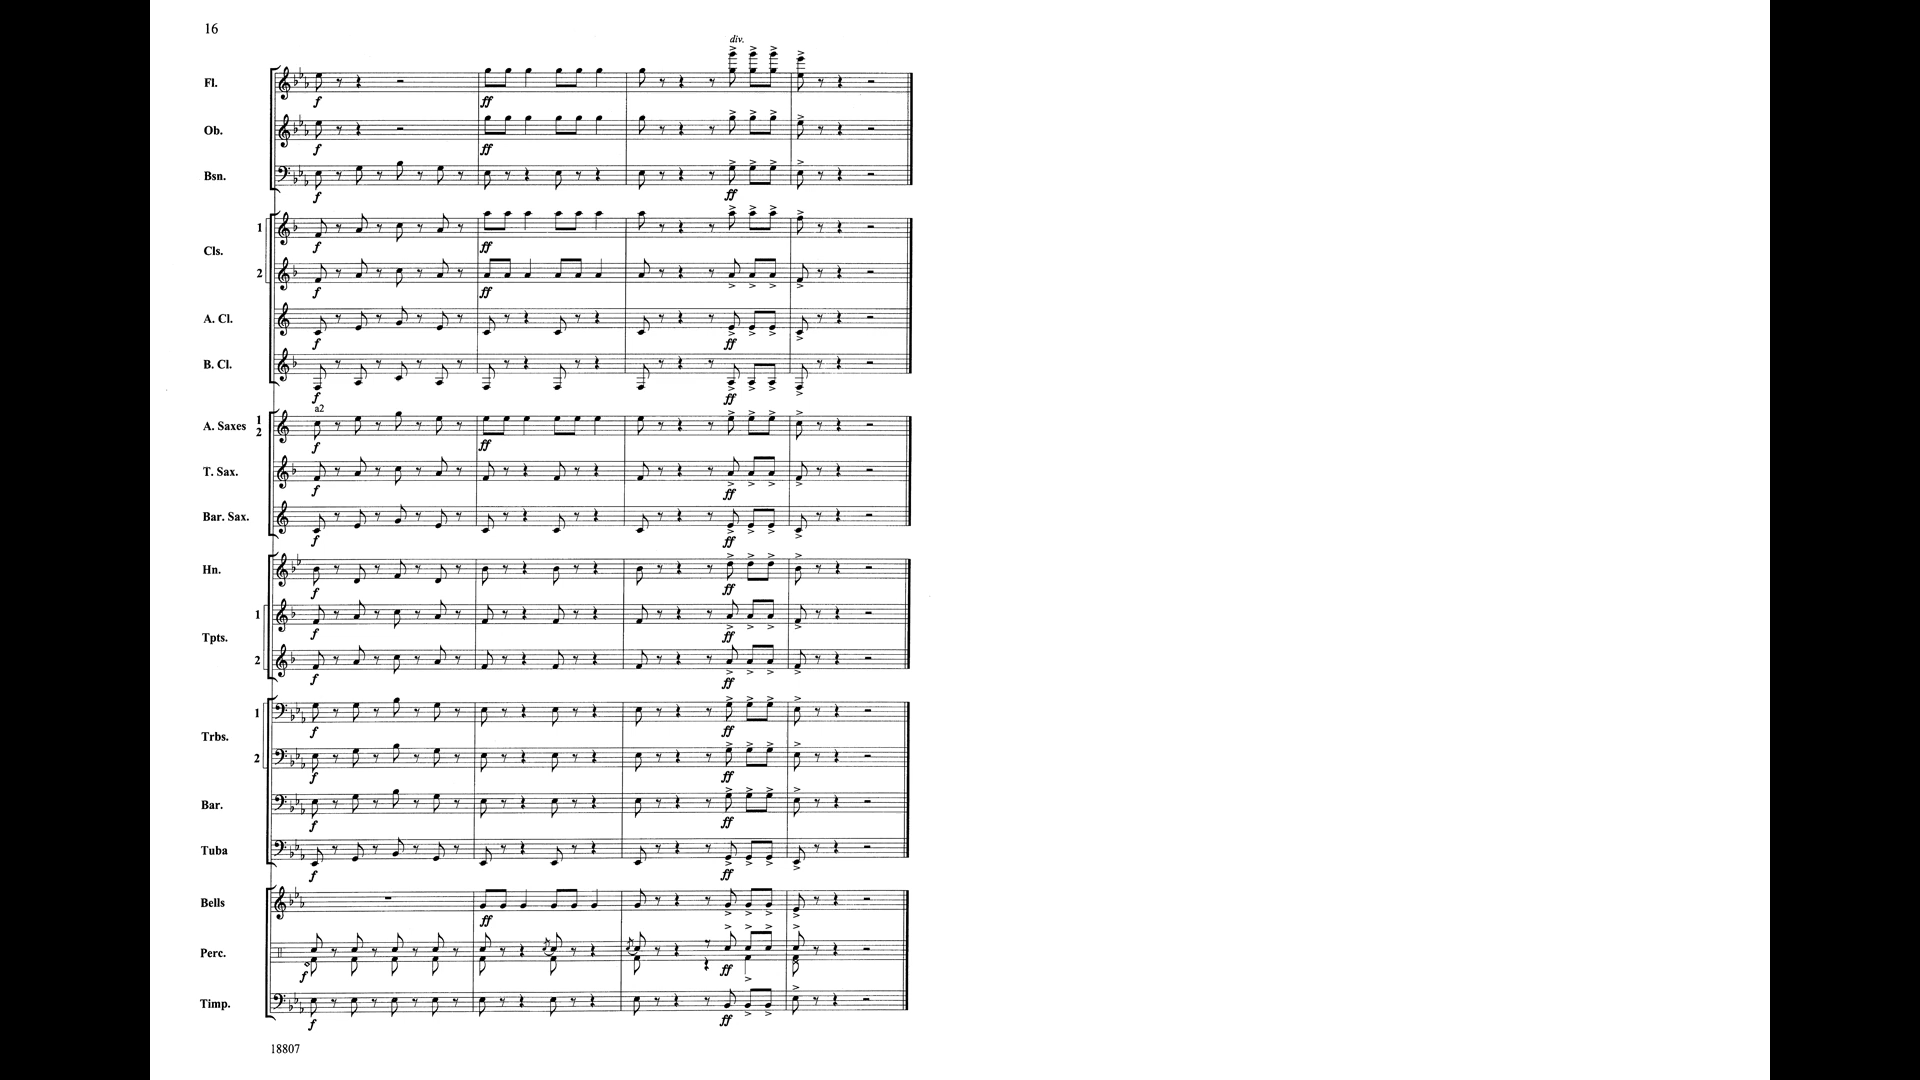 16
div.
Fl.
f
ff
Ob.
f
ff
Bsn.
f
ff
1
f
ff
Cls.
2
f
ff
A. Cl.
f
ff
B. Cl.
f
ff
a2
A. Saxes 1 2
f
ff
T. Sax.
f
ff
Bar. Sax.
f
ff
Hn.
f
ff
1
f
ff
Tpts.
2
f
ff
1
f
ff
Trbs.
2
f
ff
Bar.
f
ff
Tuba
f
ff
Bells
ff
Perc.
f
ff
Timp.
f
ff
18807